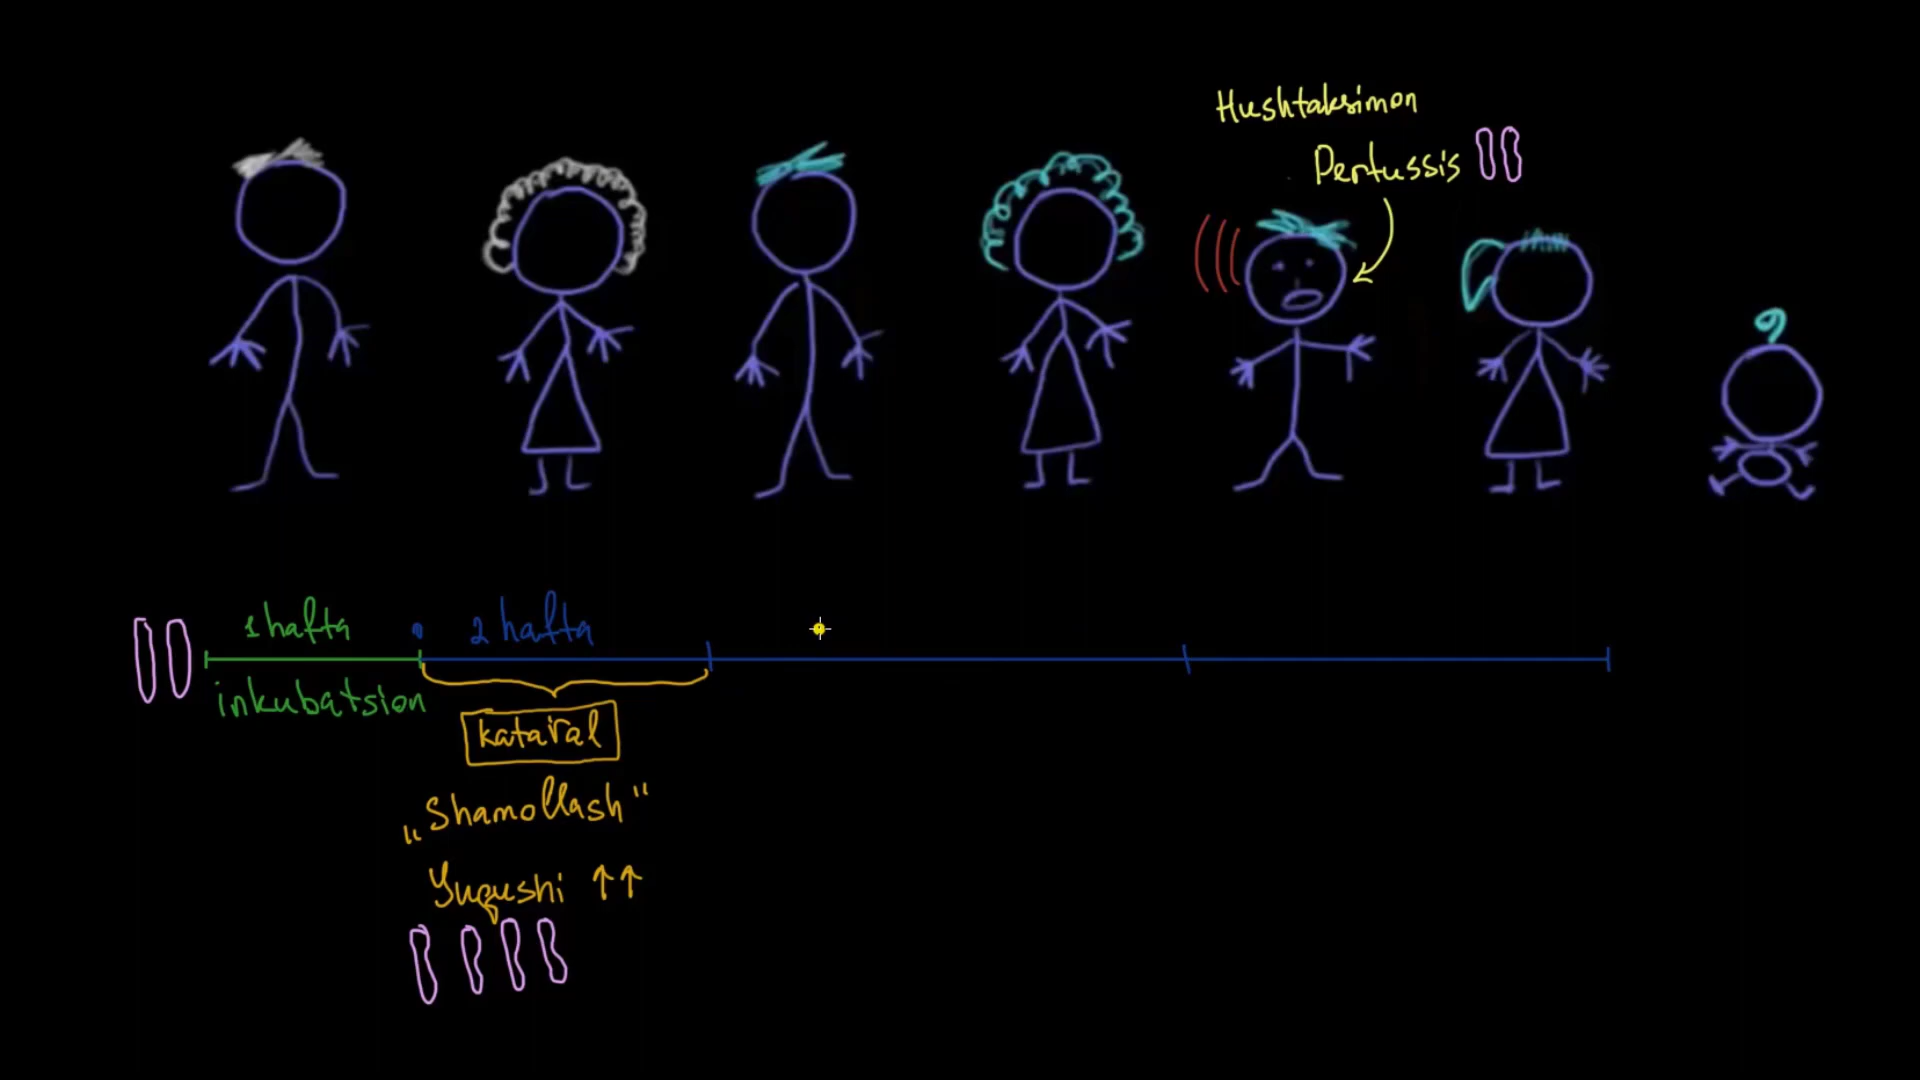 Hushtaksimon
Pertussis
1 hafta
2 hafta
inkubatsion
kataral
„Shamollash“
Yuqushi ↑↑